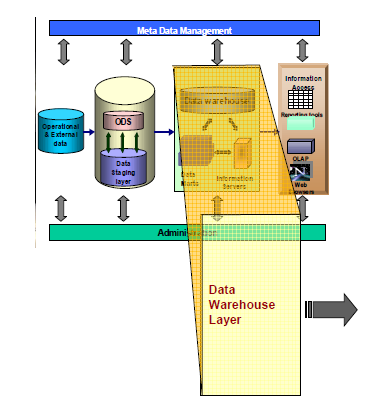 Meta Data Management
Information
Access
Reporting tools
OLAP
Web
Browsers
Operational
& External
data
ODS
Data
Staging
layer
Data warehouse
Data
Marts
Information
Servers
Administration
Data
Warehouse
Layer